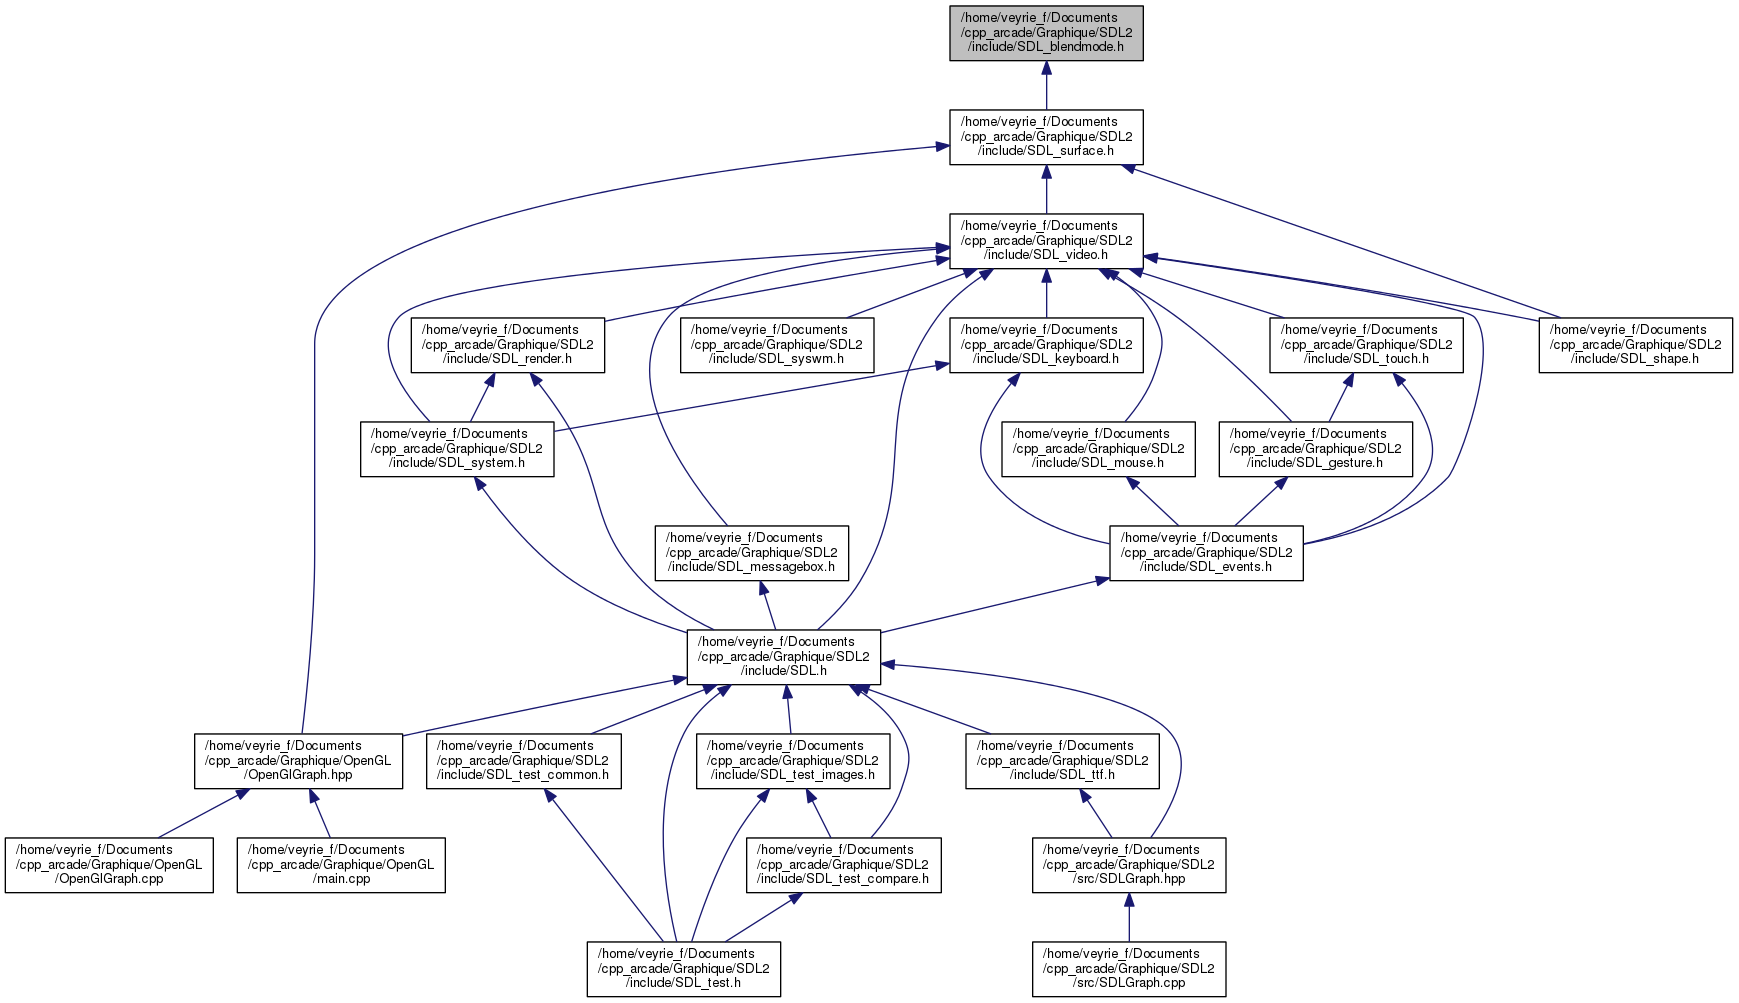 /home/veyrie_f/Documents
/cpp_arcade/Graphique/SDL2
/include/SDL_blendmode.h
/home/veyrie_f/Documents
/cpp_arcade/Graphique/SDL2
/include/SDL_surface.h
/home/veyrie_f/Documents
/cpp_arcade/Graphique/SDL2
/include/SDL_video.h
/home/veyrie_f/Documents
/cpp_arcade/Graphique/SDL2
/include/SDL_render.h
/home/veyrie_f/Documents
/cpp_arcade/Graphique/SDL2
/include/SDL_syswm.h
/home/veyrie_f/Documents
/cpp_arcade/Graphique/SDL2
/include/SDL_keyboard.h
/home/veyrie_f/Documents
/cpp_arcade/Graphique/SDL2
/include/SDL_touch.h
/home/veyrie_f/Documents
/cpp_arcade/Graphique/SDL2
/include/SDL_shape.h
/home/veyrie_f/Documents
/cpp_arcade/Graphique/SDL2
/include/SDL_system.h
/home/veyrie_f/Documents
/cpp_arcade/Graphique/SDL2
/include/SDL_mouse.h
/home/veyrie_f/Documents
/cpp_arcade/Graphique/SDL2
/include/SDL_gesture.h
/home/veyrie_f/Documents
/cpp_arcade/Graphique/SDL2
/include/SDL_messagebox.h
/home/veyrie_f/Documents
/cpp_arcade/Graphique/SDL2
/include/SDL_events.h
/home/veyrie_f/Documents
/cpp_arcade/Graphique/SDL2
/include/SDL.h
/home/veyrie_f/Documents
/cpp_arcade/Graphique/OpenGL
/OpenGlGraph.hpp
/home/veyrie_f/Documents
/cpp_arcade/Graphique/SDL2
/include/SDL_test_common.h
/home/veyrie_f/Documents
/cpp_arcade/Graphique/SDL2
/include/SDL_test_images.h
/home/veyrie_f/Documents
/cpp_arcade/Graphique/SDL2
/include/SDL_ttf.h
/home/veyrie_f/Documents
/cpp_arcade/Graphique/OpenGL
/OpenGlGraph.cpp
/home/veyrie_f/Documents
/cpp_arcade/Graphique/OpenGL
/main.cpp
/home/veyrie_f/Documents
/cpp_arcade/Graphique/SDL2
/include/SDL_test_compare.h
/home/veyrie_f/Documents
/cpp_arcade/Graphique/SDL2
/src/SDLGraph.hpp
/home/veyrie_f/Documents
/cpp_arcade/Graphique/SDL2
/include/SDL_test.h
/home/veyrie_f/Documents
/cpp_arcade/Graphique/SDL2
/src/SDLGraph.cpp